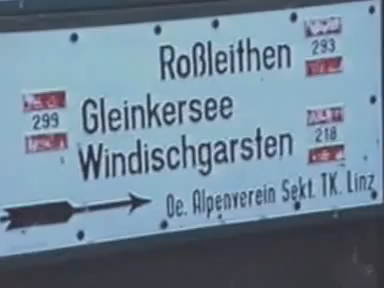 Roßleithen 293
299 Gleinkersee
Windischgarsten 218
Oe. Alpenverein Sekt. TK. Linz